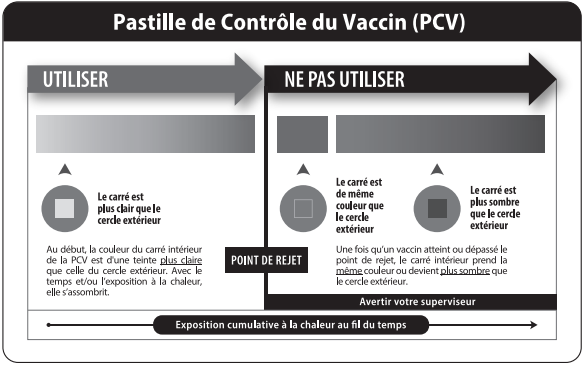 Pastille de Contrôle du Vaccin (PCV)
UTILISER
NE PAS UTILISER
Le carré est
plus clair que le
cercle extérieur
Le carré est
de même
couleur que
le cercle
extérieur
Le carré est
plus sombre
que le cercle
extérieur
Au début, la couleur du carré intérieur
de la PCV est d'une teinte plus claire
que celle du cercle extérieur. Avec le
temps et/ou l'exposition à la chaleur,
elle s'assombrit.
POINT DE REJET
Une fois qu'un vaccin atteint ou dépassé le
point de rejet, le carré intérieur prend la
même couleur ou devient plus sombre que
le cercle extérieur.
Avertir votre superviseur
Exposition cumulative à la chaleur au fil du temps